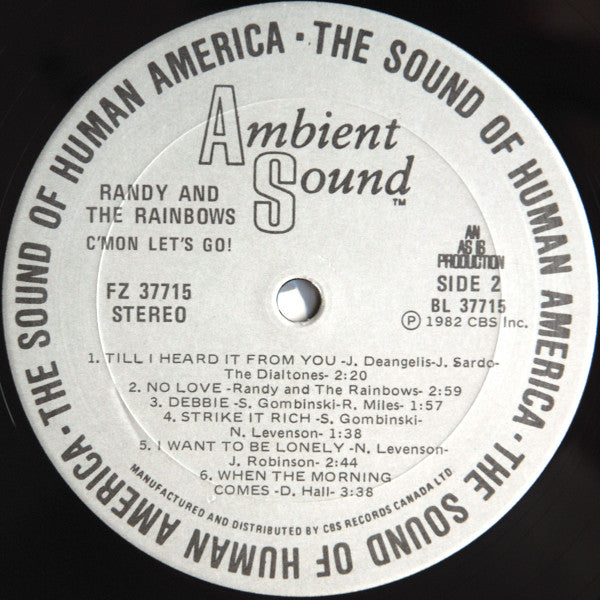 THE SOUND OF HUMAN AMERICA · THE SOUND OF HUMAN AMERICA · THE SOUND OF HUMAN AMERICA ·
Ambient
Sound
™
RANDY AND
THE RAINBOWS
C'MON LET'S GO!
AN
AS IS
PRODUCTION
FZ 37715
STEREO
SIDE 2
BL 37715
℗ 1982 CBS Inc.
1. TILL I HEARD IT FROM YOU -J. Deangelis-J. Sardo-
The Dialtones- 2:20
2. NO LOVE -Randy and The Rainbows- 2:59
3. DEBBIE -S. Gombinski-R. Miles- 1:57
4. STRIKE IT RICH -S. Gombinski-
N. Levenson- 1:38
5. I WANT TO BE LONELY -N. Levenson-
J. Robinson- 2:44
6. WHEN THE MORNING
COMES -D. Hall- 3:38
MANUFACTURED AND DISTRIBUTED BY CBS RECORDS CANADA LTD